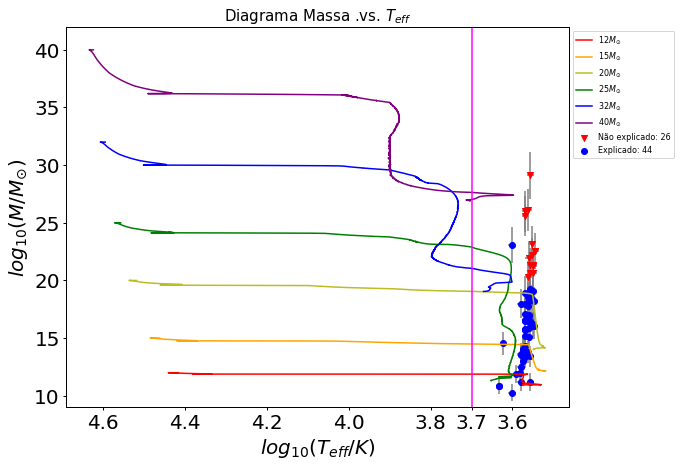 Diagrama Massa .vs. $T_{eff}$
40
35
30
25
20
15
10
$log_{10}(M/M_\odot)$
4.6 4.4 4.2 4.0 3.8 3.7 3.6
$log_{10}(T_{eff}/K)$
12$M_\odot$
15$M_\odot$
20$M_\odot$
25$M_\odot$
32$M_\odot$
40$M_\odot$
Não explicado: 26
Explicado: 44